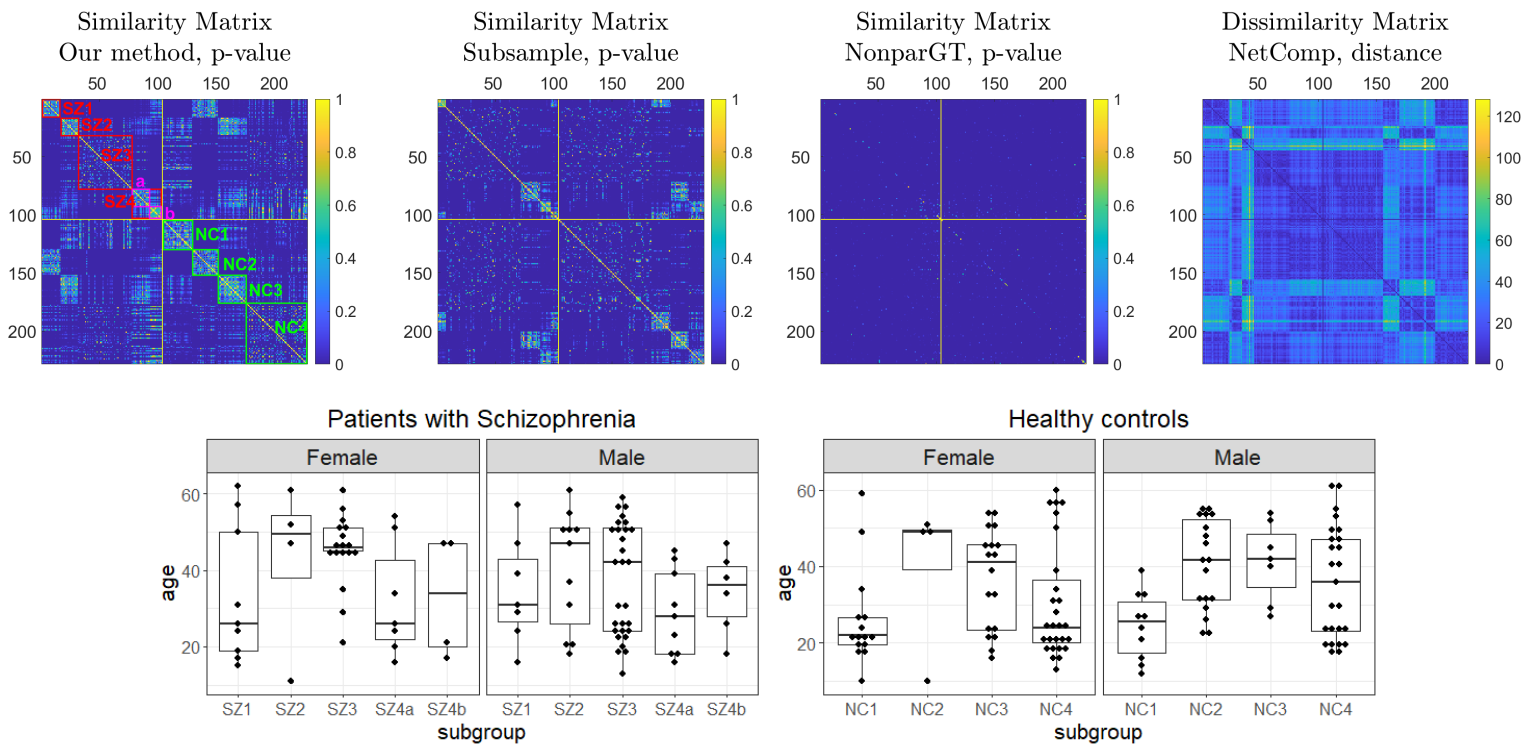 Similarity Matrix
Our method, p-value
50 100 150 200
50
100
150
200
SZ1
SZ2
SZ3
SZ4
a
b
NC1
NC2
NC3
NC4
1
0.8
0.6
0.4
0.2
0
Similarity Matrix
Subsample, p-value
50 100 150 200
50
100
150
200
1
0.8
0.6
0.4
0.2
0
Similarity Matrix
NonparGT, p-value
50 100 150 200
50
100
150
200
1
0.8
0.6
0.4
0.2
0
Dissimilarity Matrix
NetComp, distance
50 100 150 200
50
100
150
200
120
100
80
60
40
20
0
Patients with Schizophrenia
Female Male
age
60
40
20
SZ1 SZ2 SZ3 SZ4a SZ4b SZ1 SZ2 SZ3 SZ4a SZ4b
subgroup
Healthy controls
Female Male
age
60
40
20
NC1 NC2 NC3 NC4 NC1 NC2 NC3 NC4
subgroup